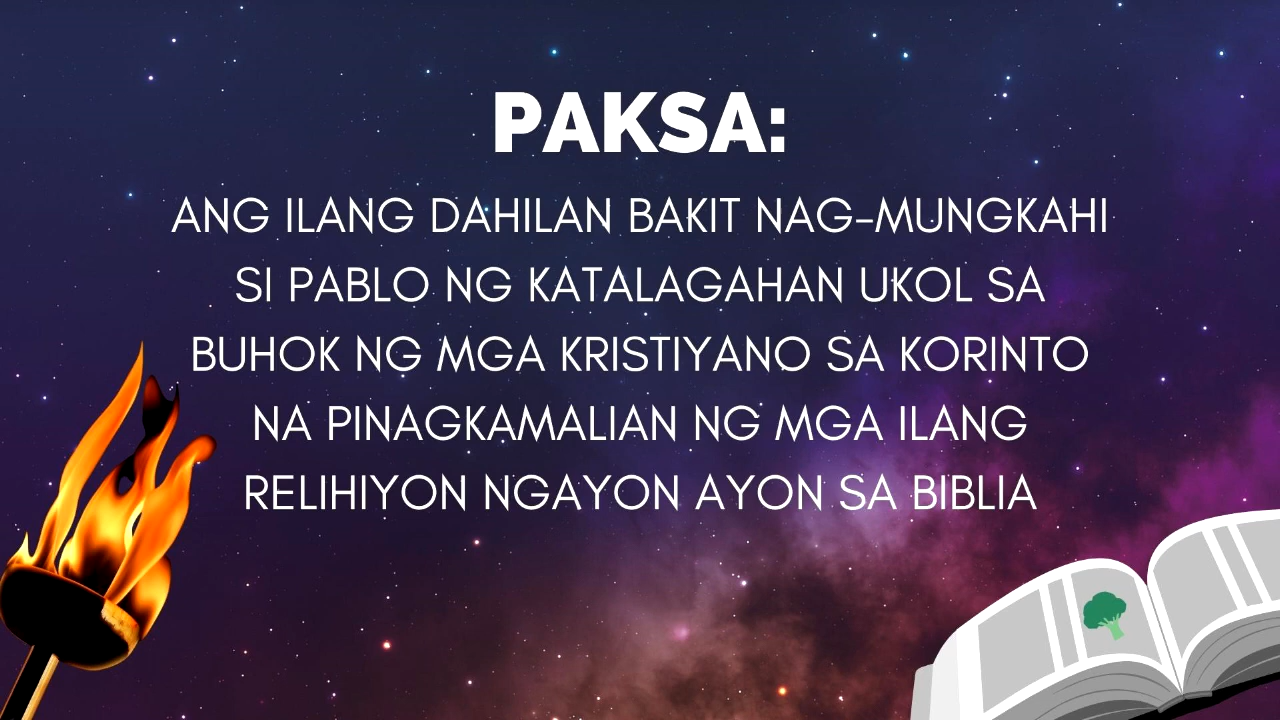 PAKSA:
ANG ILANG DAHILAN BAKIT NAG-MUNGKAHI
SI PABLO NG KATALAGAHAN UKOL SA
BUHOK NG MGA KRISTIYANO SA KORINTO
NA PINAGKAMALIAN NG MGA ILANG
RELIHIYON NGAYON AYON SA BIBLIA